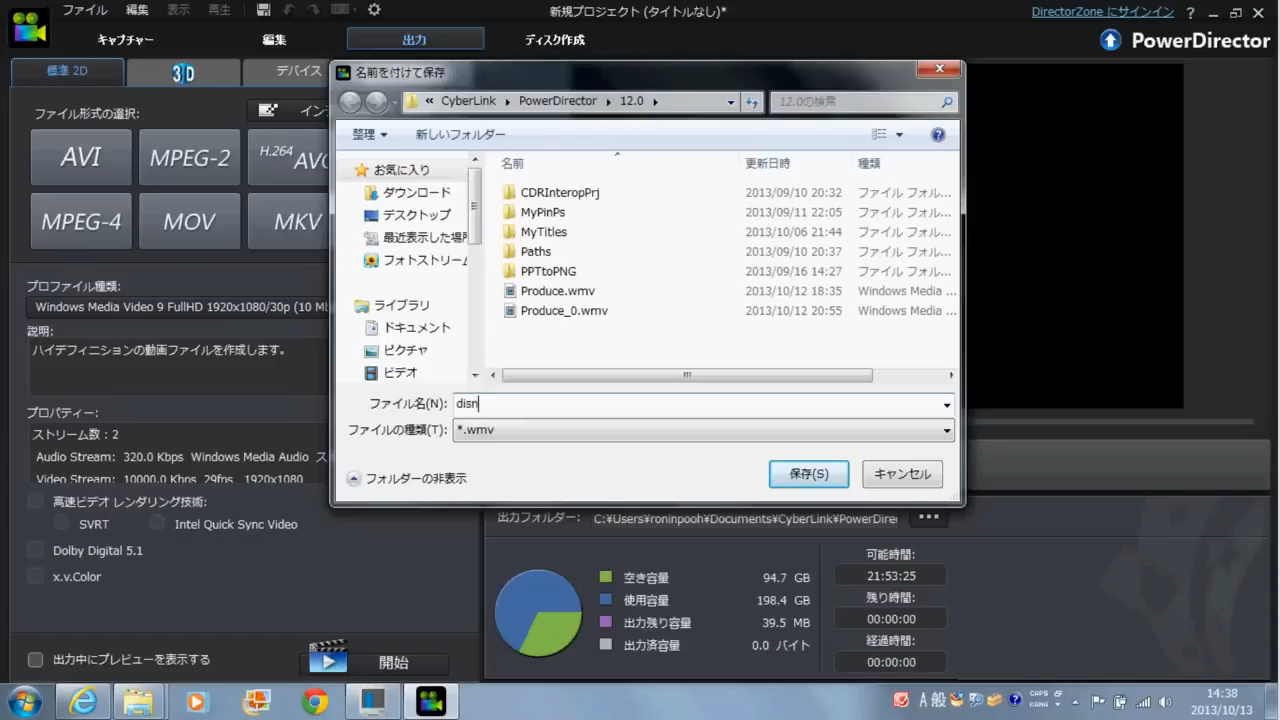 ファイル 編集 表示 再生
新規プロジェクト (タイトルなし)*
DirectorZone にサインイン ?
キャプチャー 編集 出力 ディスク作成
PowerDirector
標準 2D 3D デバイス
ファイル形式の選択:
イン
AVI MPEG-2 H.264 AVC
MPEG-4 MOV MKV
プロファイル種類:
Windows Media Video 9 FullHD 1920x1080/30p (10 Mb
説明:
ハイデフィニションの動画ファイルを作成します。
プロパティー:
ストリーム数：2
Audio Stream: 320.0 Kbps Windows Media Audio ス
Video Stream: 10000.0 Kbps, 29fps, 1920x1080
高速ビデオ レンダリング技術:
SVRT Intel Quick Sync Video
Dolby Digital 5.1
x.v.Color
出力中にプレビューを表示する
開始
名前を付けて保存
« CyberLink PowerDirector 12.0
12.0の検索
整理 新しいフォルダー
お気に入り
ダウンロード
デスクトップ
最近表示した場所
フォトストリーム
ライブラリ
ドキュメント
ピクチャ
ビデオ
名前 更新日時 種類
CDRInteropPrj 2013/09/10 20:32 ファイル フォル...
MyPinPs 2013/09/11 22:05 ファイル フォル...
MyTitles 2013/10/06 21:44 ファイル フォル...
Paths 2013/09/10 20:37 ファイル フォル...
PPTtoPNG 2013/09/16 14:27 ファイル フォル...
Produce.wmv 2013/10/12 18:35 Windows Media ...
Produce_0.wmv 2013/10/12 20:55 Windows Media ...
ファイル名(N): disn
ファイルの種類(T): *.wmv
フォルダーの非表示
保存(S) キャンセル
出力フォルダー: C:¥Users¥roninpooh¥Documents¥CyberLink¥PowerDire
空き容量 94.7 GB
使用容量 198.4 GB
出力残り容量 39.5 MB
出力済容量 0.0 バイト
可能時間:
21:53:25
残り時間:
00:00:00
経過時間:
00:00:00
A 般 CAPS KANA
14:38
2013/10/13